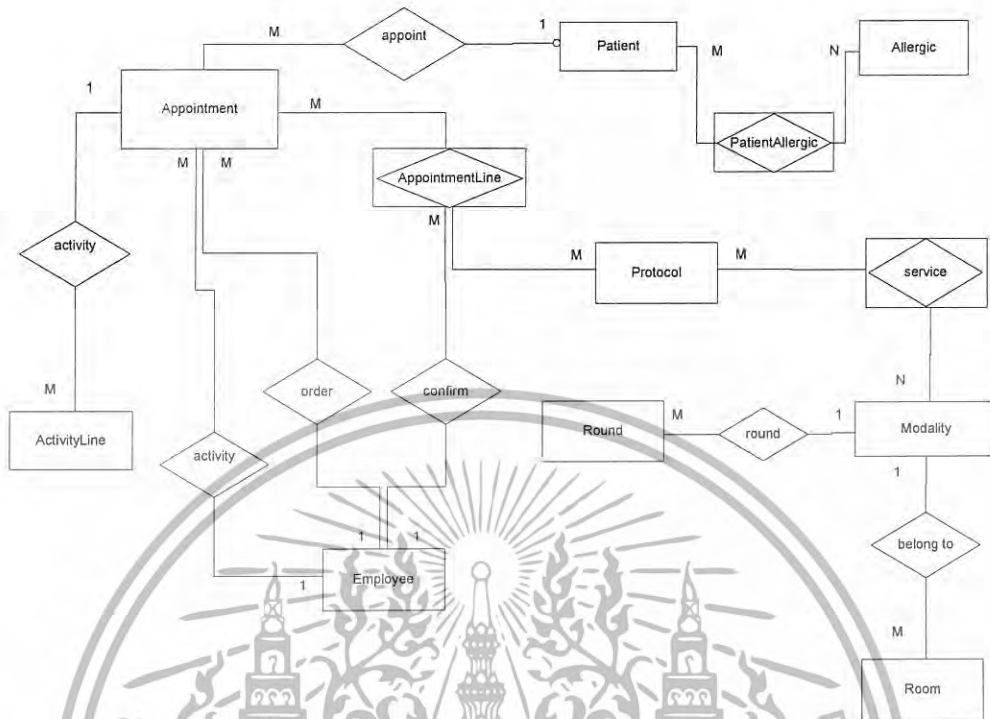 M
appoint
1
Patient
M
N
Allergic
1
Appointment
M
PatientAllergic
M
M
AppointmentLine
M
activity
M
Protocol
M
service
M
order
confirm
N
ActivityLine
activity
Round
M
round
1
Modality
1
1
1
Employee
1
belong to
M
Room